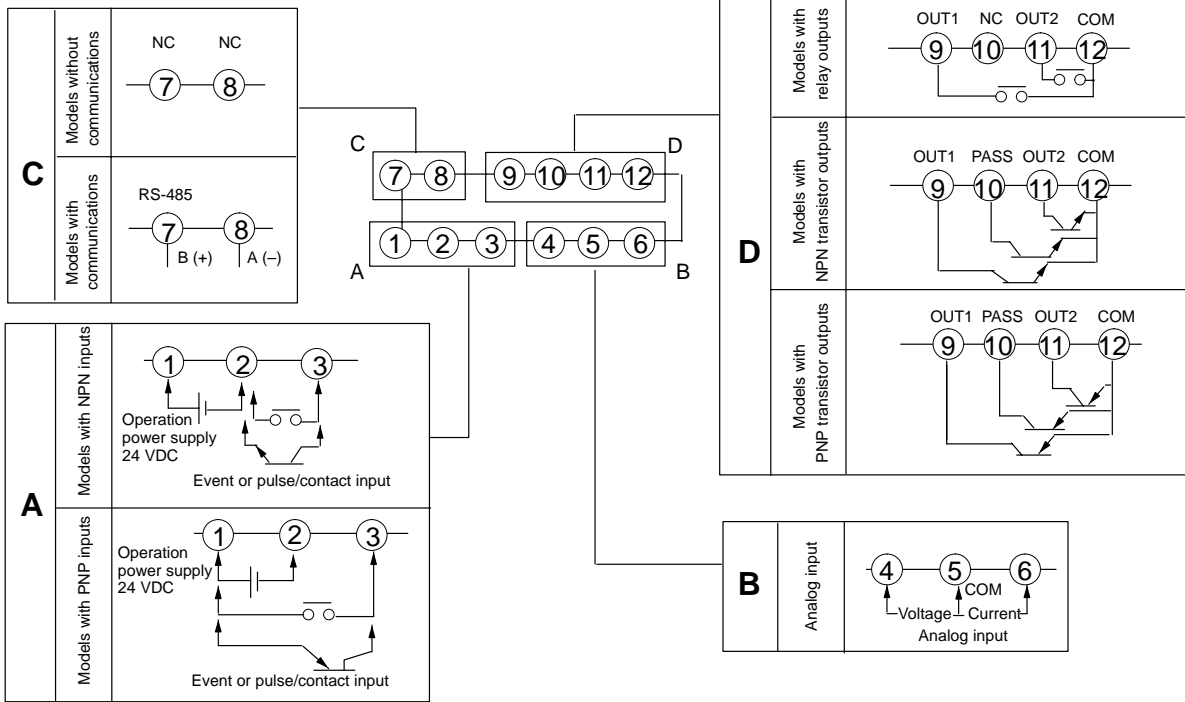 C
Models without
communications
NC NC
7 8
Models with
communications
RS-485
7 8
B (+) A (–)
C D
7 8 9 10 11 12
1 2 3 4 5 6
A B
A
Models with NPN inputs
1 2 3
Operation
power supply
24 VDC
Event or pulse/contact input
Models with PNP inputs
1 2 3
Operation
power supply
24 VDC
Event or pulse/contact input
D
Models with
relay outputs
OUT1 NC OUT2 COM
9 10 11 12
Models with
NPN transistor outputs
OUT1 PASS OUT2 COM
9 10 11 12
Models with
PNP transistor outputs
OUT1 PASS OUT2 COM
9 10 11 12
B
Analog input
4 5 6
COM
Voltage Current
Analog input